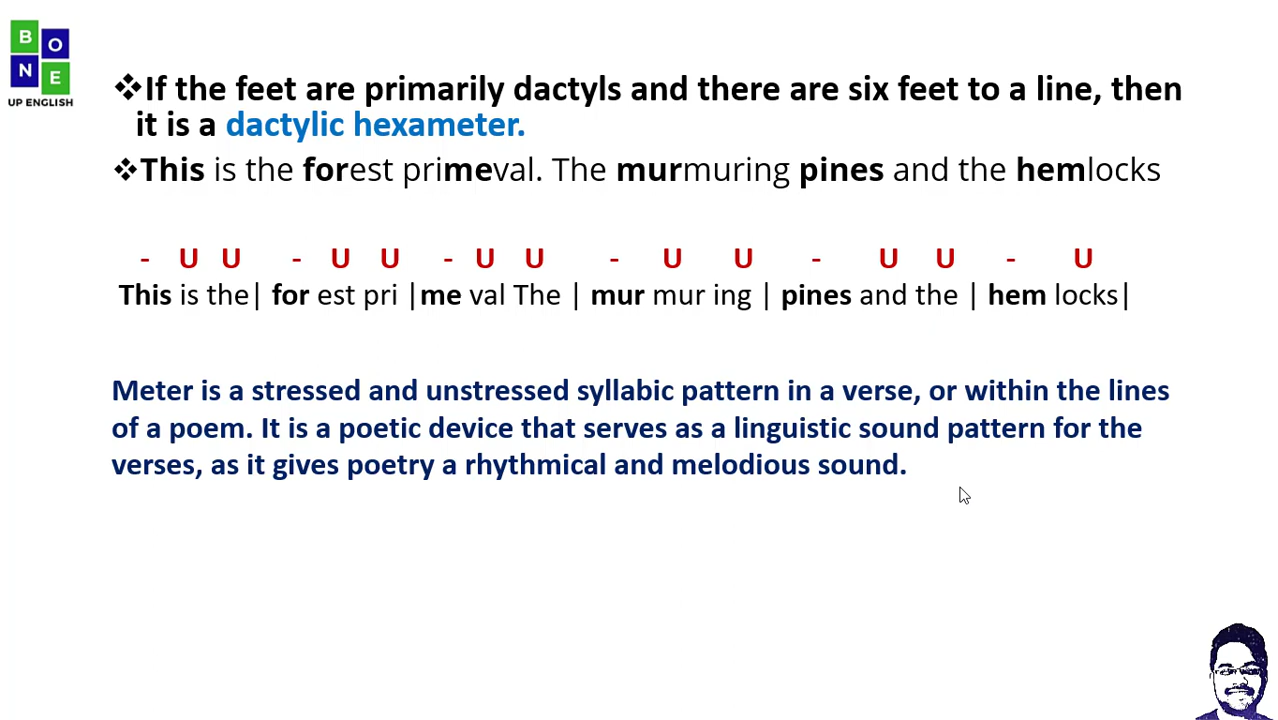 B
O
N
E
UP ENGLISH
❖If the feet are primarily dactyls and there are six feet to a line, then
it is a dactylic hexameter.
❖This is the forest primeval. The murmuring pines and the hemlocks
- U U - U U - U U - U U - U U - U
This is the| for est pri |me val The | mur mur ing | pines and the | hem locks|
Meter is a stressed and unstressed syllabic pattern in a verse, or within the lines
of a poem. It is a poetic device that serves as a linguistic sound pattern for the
verses, as it gives poetry a rhythmical and melodious sound.